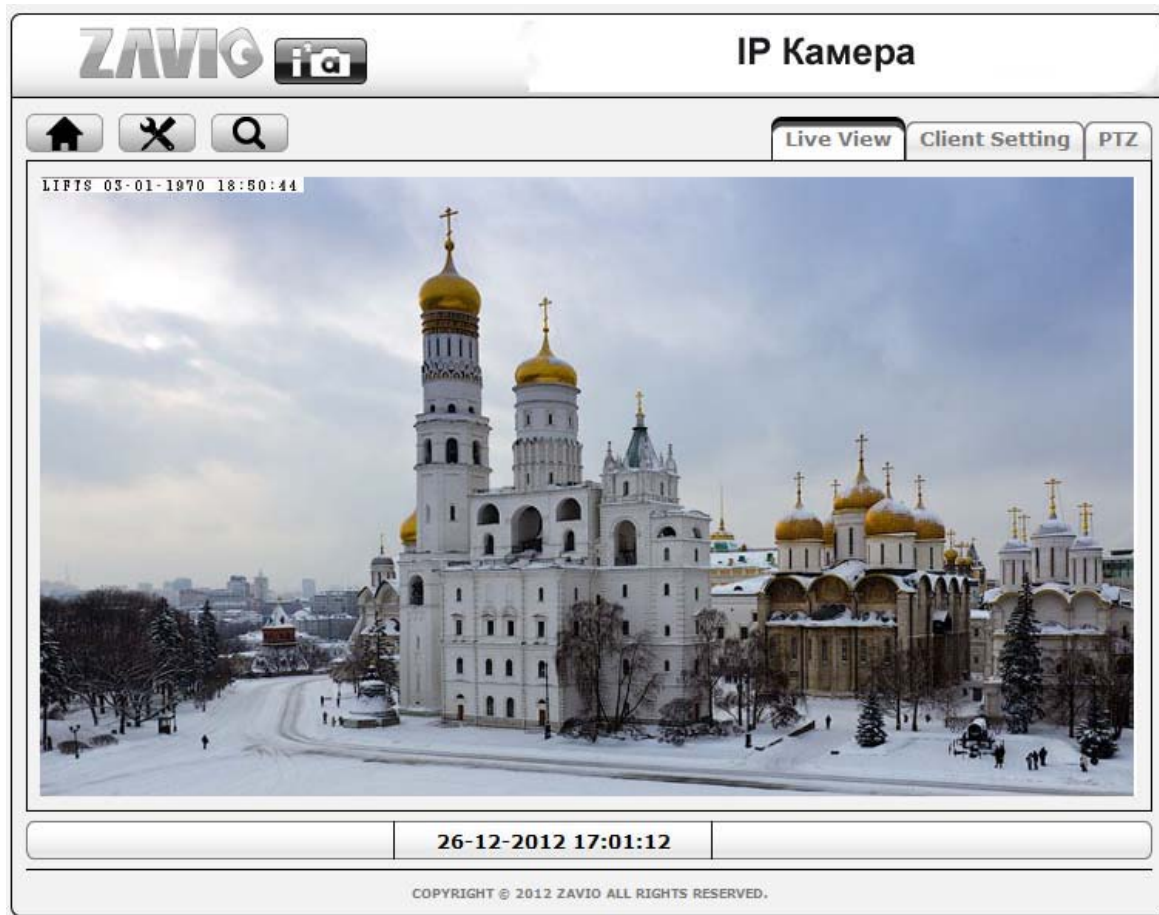 ZAVIO i²a
IP Камера
Live View Client Setting PTZ
LIFTS 03-01-1970 18:50:44
26-12-2012 17:01:12
COPYRIGHT © 2012 ZAVIO ALL RIGHTS RESERVED.